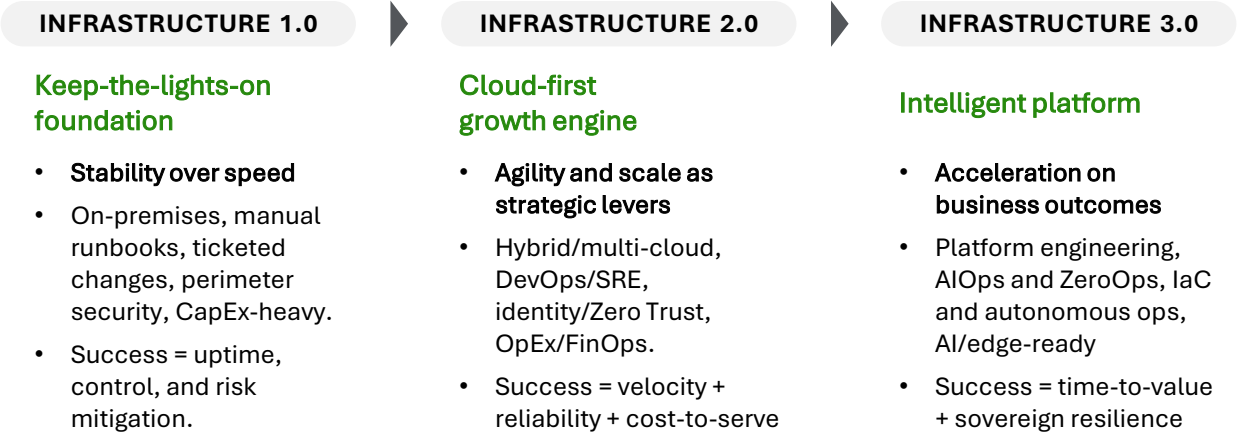 INFRASTRUCTURE 1.0
Keep-the-lights-on
foundation
• Stability over speed
• On-premises, manual
runbooks, ticketed
changes, perimeter
security, CapEx-heavy.
• Success = uptime,
control, and risk
mitigation.
INFRASTRUCTURE 2.0
Cloud-first
growth engine
• Agility and scale as
strategic levers
• Hybrid/multi-cloud,
DevOps/SRE,
identity/Zero Trust,
OpEx/FinOps.
• Success = velocity +
reliability + cost-to-serve
INFRASTRUCTURE 3.0
Intelligent platform
• Acceleration on
business outcomes
• Platform engineering,
AIOps and ZeroOps, IaC
and autonomous ops,
AI/edge-ready
• Success = time-to-value
+ sovereign resilience